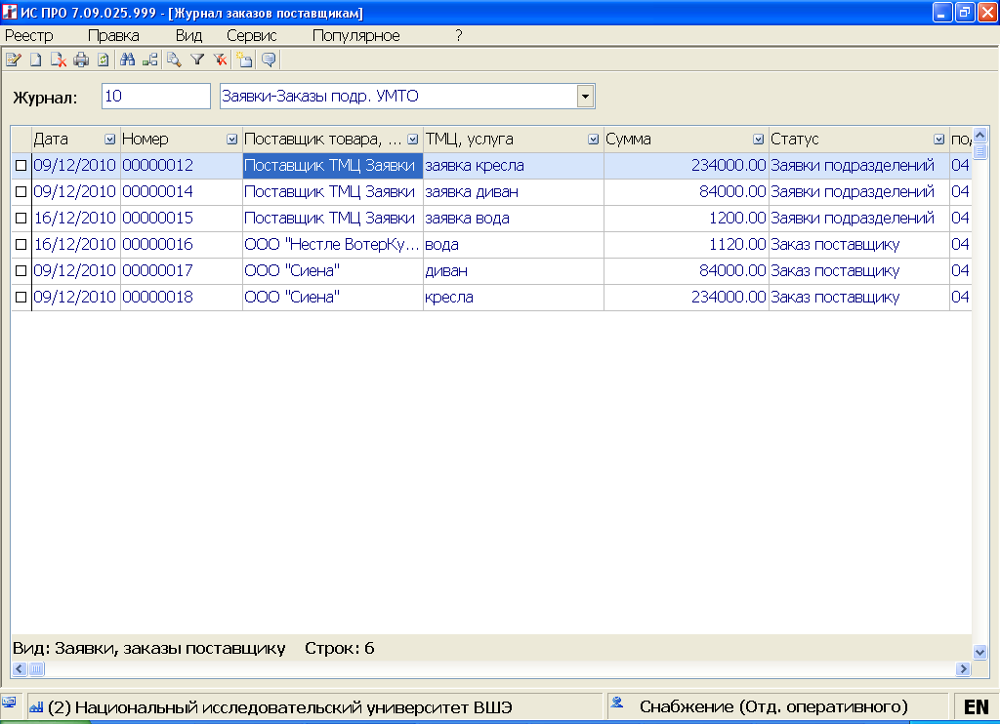 ИС ПРО 7.09.025.999 - [Журнал заказов поставщикам]
Реестр Правка Вид Сервис Популярное ?
Журнал: 10 Заявки-Заказы подр. УМТО
Дата Номер Поставщик товара, ... ТМЦ, услуга Сумма Статус
09/12/2010 00000012 Поставщик ТМЦ Заявки заявка кресла 234000.00 Заявки подразделений 04
09/12/2010 00000014 Поставщик ТМЦ Заявки заявка диван 84000.00 Заявки подразделений 04
16/12/2010 00000015 Поставщик ТМЦ Заявки заявка вода 1200.00 Заявки подразделений 04
16/12/2010 00000016 ООО "Нестле ВотерКу... вода 1120.00 Заказ поставщику 04
09/12/2010 00000017 ООО "Сиена" диван 84000.00 Заказ поставщику 04
09/12/2010 00000018 ООО "Сиена" кресла 234000.00 Заказ поставщику 04
Вид: Заявки, заказы поставщику Строк: 6
(2) Национальный исследовательский университет ВШЭ Снабжение (Отд. оперативного) EN